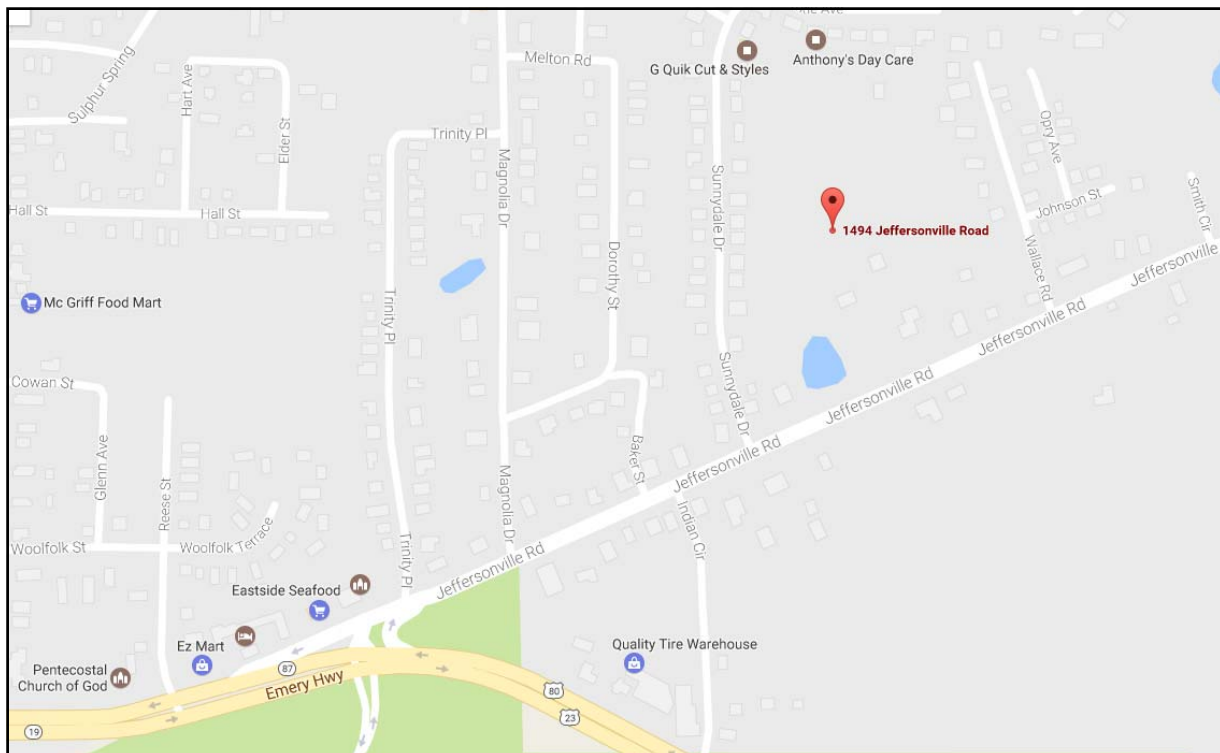 Melton Rd
G Quik Cut & Styles
Anthony's Day Care
Sulphur Spring
Hart Ave
Elder St
Trinity Pl
Magnolia Dr
Sunnydale Dr
Opry Ave
Johnson St
Smith Cir
Hall St
Hall St
1494 Jeffersonville Road
Wallace Rd
Jeffersonville
Dorothy St
Mc Griff Food Mart
Trinity Pl
Jeffersonville Rd
Cowan St
Sunnydale Dr
Jeffersonville Rd
Glenn Ave
Reese St
Baker St
Jeffersonville Rd
Magnolia Dr
Indian Cir
Woolfolk St
Woolfolk Terrace
Trinity Pl
Jeffersonville Rd
Eastside Seafood
Ez Mart
Quality Tire Warehouse
Pentecostal
Church of God
87
Emery Hwy
80
23
19